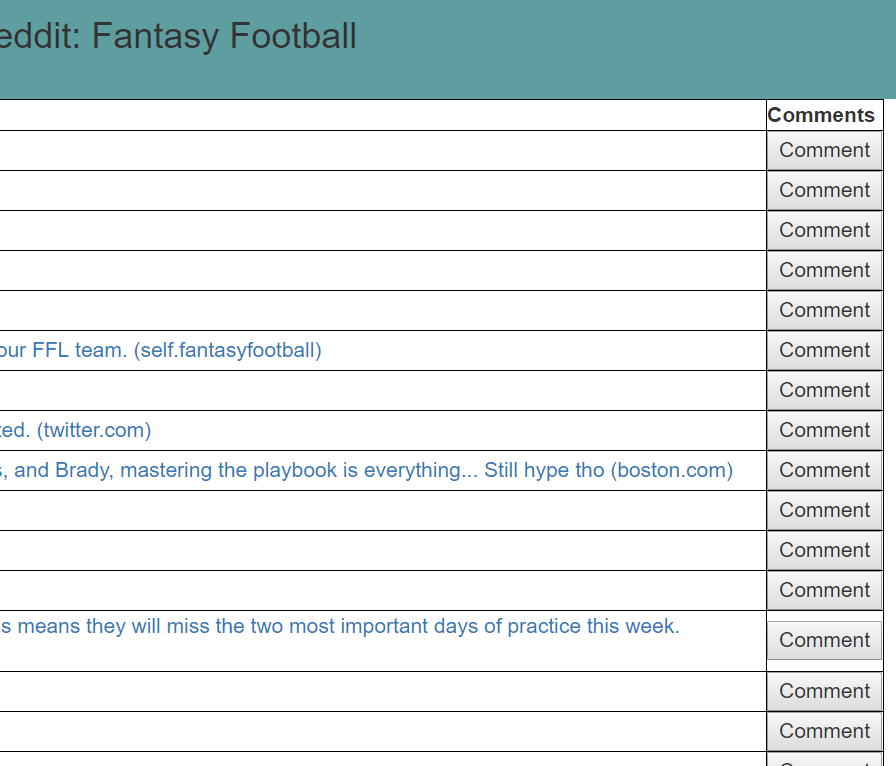 eddit: Fantasy Football
Comments
Comment
Comment
Comment
Comment
Comment
our FFL team. (self.fantasyfootball) Comment
Comment
ted. (twitter.com) Comment
s, and Brady, mastering the playbook is everything... Still hype tho (boston.com) Comment
Comment
Comment
Comment
s means they will miss the two most important days of practice this week. Comment
Comment
Comment